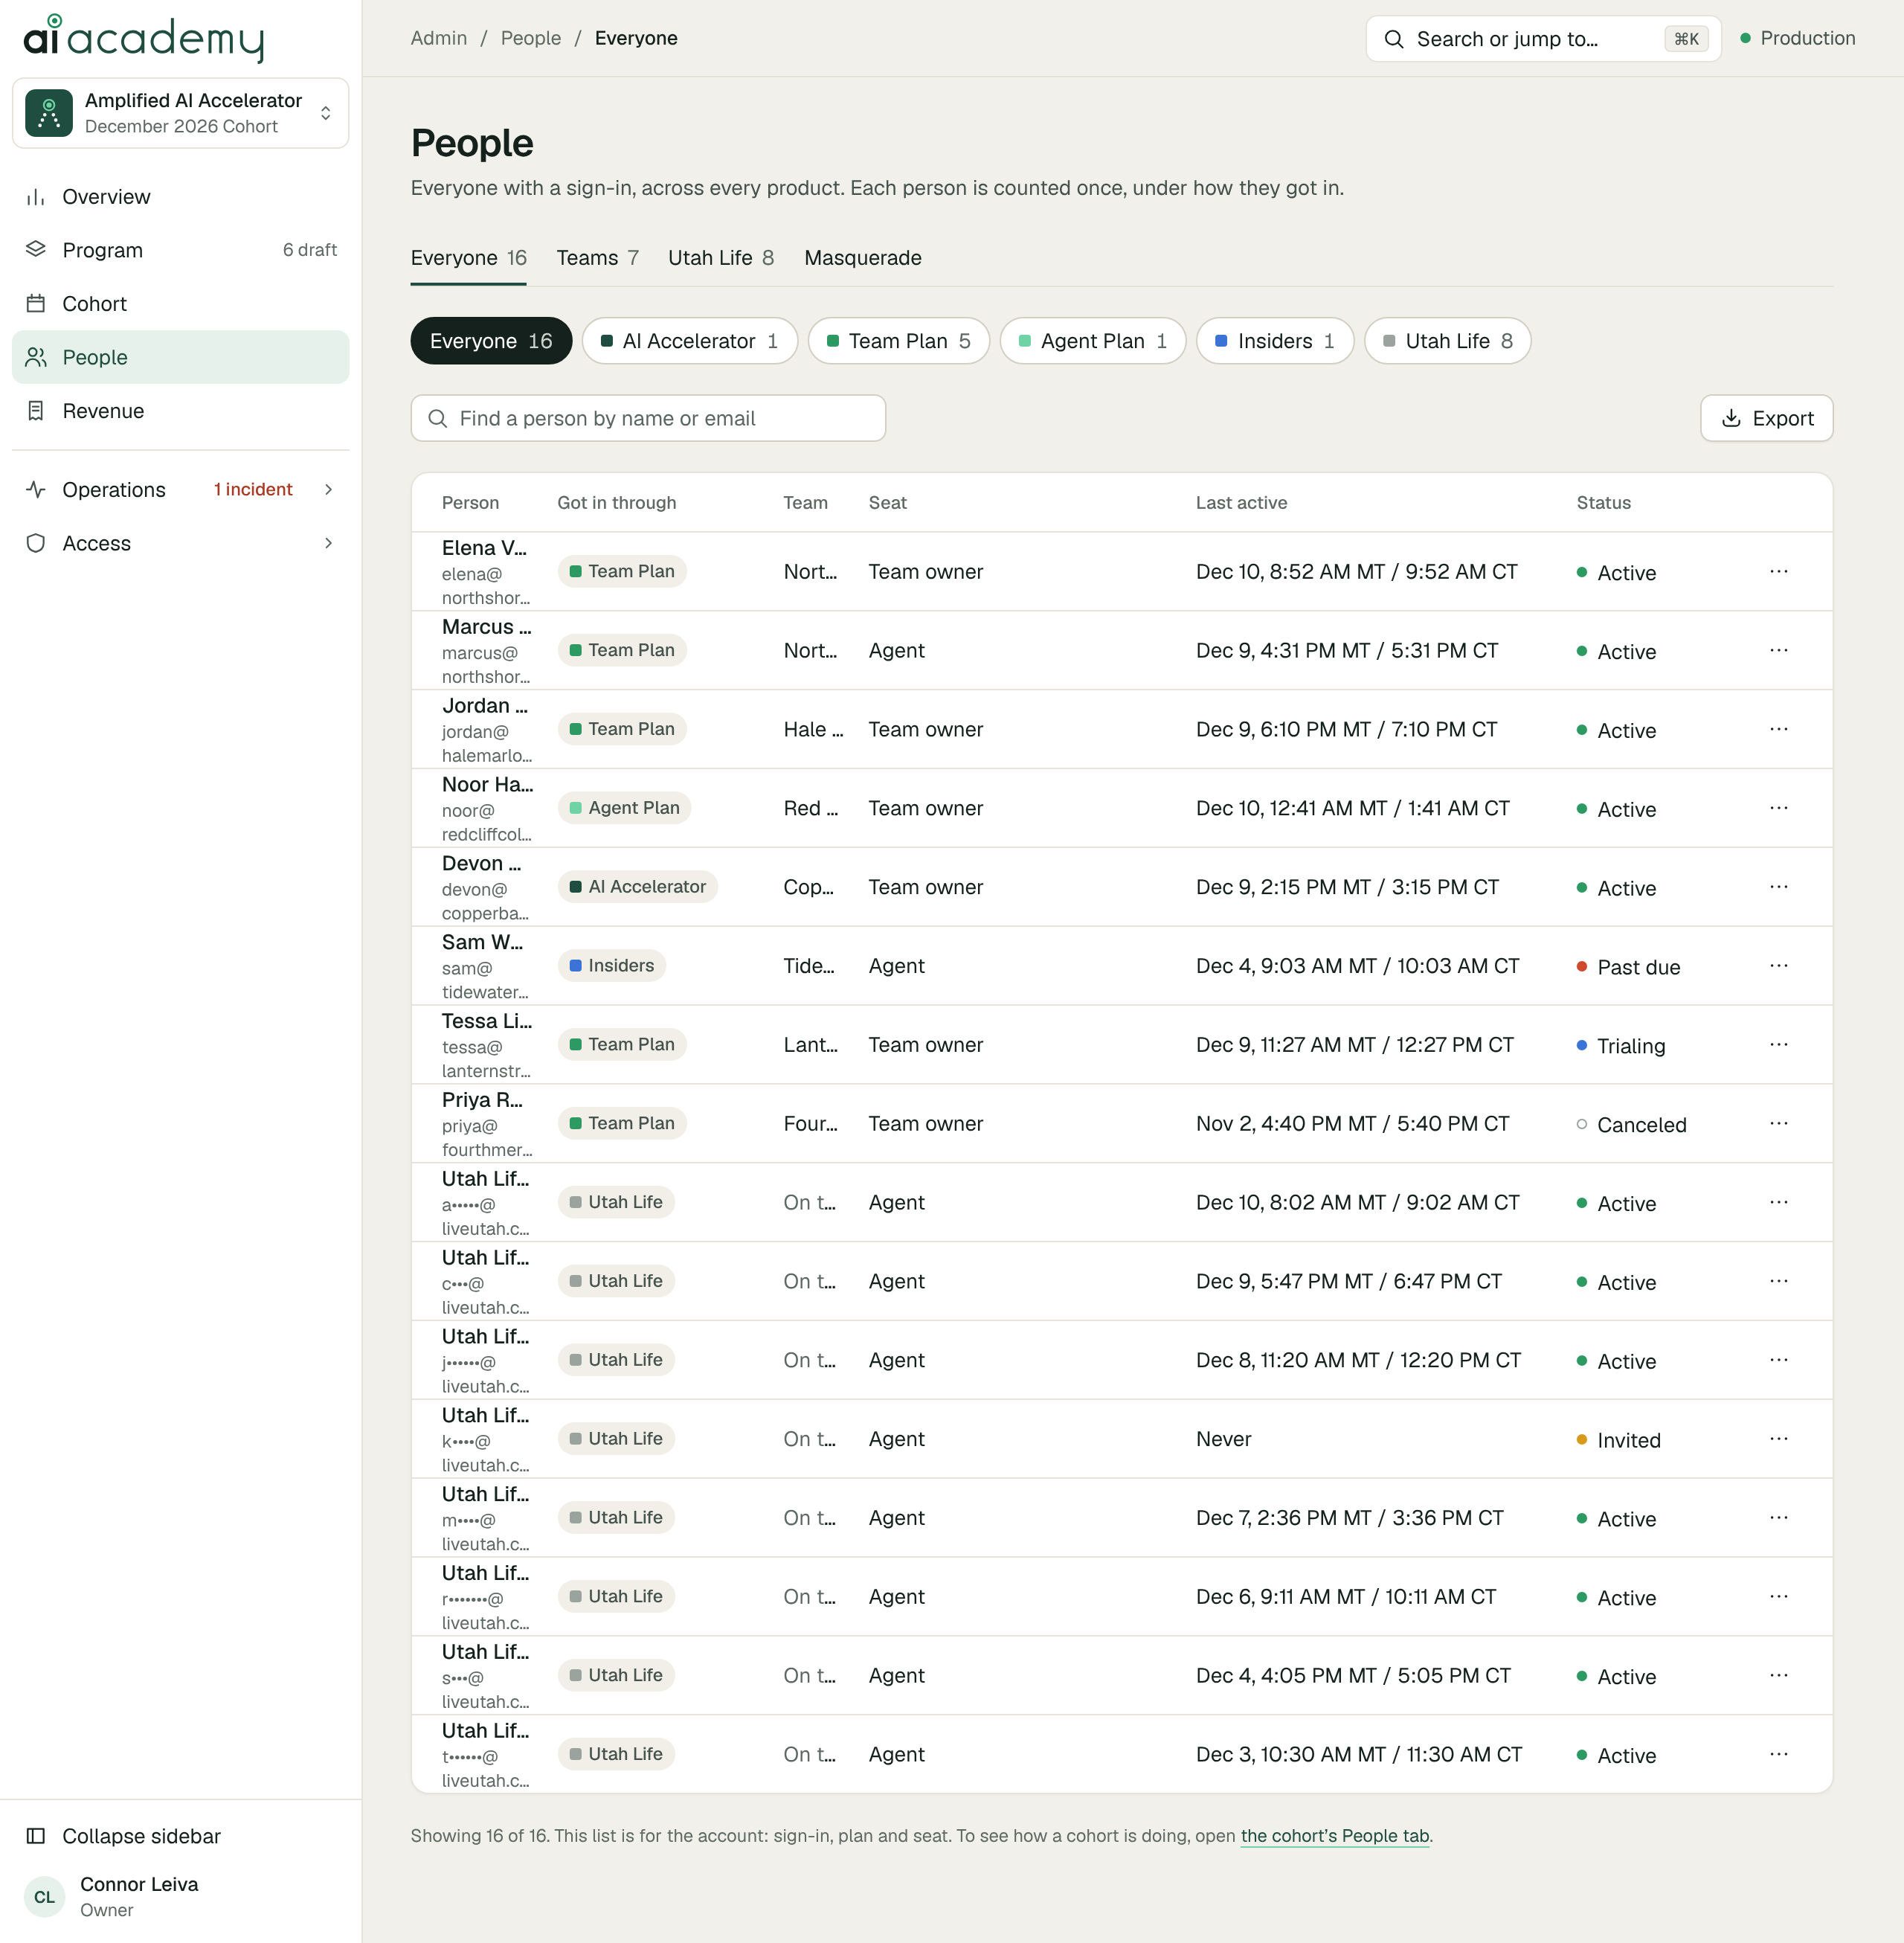 ai academy
Amplified AI Accelerator
December 2026 Cohort
Overview
Program 6 draft
Cohort
People
Revenue
Operations 1 incident
Access
Collapse sidebar
CL
Connor Leiva
Owner
Admin / People / Everyone
Search or jump to... ⌘K
Production
People
Everyone with a sign-in, across every product. Each person is counted once, under how they got in.
Everyone 16 Teams 7 Utah Life 8 Masquerade
Everyone 16 AI Accelerator 1 Team Plan 5 Agent Plan 1 Insiders 1 Utah Life 8
Find a person by name or email
Export
Person Got in through Team Seat Last active Status
Elena V...
elena@
northshor...
Team Plan Nort... Team owner Dec 10, 8:52 AM MT / 9:52 AM CT Active ...
Marcus ...
marcus@
northshor...
Team Plan Nort... Agent Dec 9, 4:31 PM MT / 5:31 PM CT Active ...
Jordan ...
jordan@
halemarlo...
Team Plan Hale ... Team owner Dec 9, 6:10 PM MT / 7:10 PM CT Active ...
Noor Ha...
noor@
redcliffcol...
Agent Plan Red ... Team owner Dec 10, 12:41 AM MT / 1:41 AM CT Active ...
Devon ...
devon@
copperba...
AI Accelerator Cop... Team owner Dec 9, 2:15 PM MT / 3:15 PM CT Active ...
Sam W...
sam@
tidewater...
Insiders Tide... Agent Dec 4, 9:03 AM MT / 10:03 AM CT Past due ...
Tessa Li...
tessa@
lanternstr...
Team Plan Lant... Team owner Dec 9, 11:27 AM MT / 12:27 PM CT Trialing ...
Priya R...
priya@
fourthmer...
Team Plan Four... Team owner Nov 2, 4:40 PM MT / 5:40 PM CT Canceled ...
Utah Lif...
a•••••@
liveutah.c...
Utah Life On t... Agent Dec 10, 8:02 AM MT / 9:02 AM CT Active ...
Utah Lif...
c•••@
liveutah.c...
Utah Life On t... Agent Dec 9, 5:47 PM MT / 6:47 PM CT Active ...
Utah Lif...
j••••••@
liveutah.c...
Utah Life On t... Agent Dec 8, 11:20 AM MT / 12:20 PM CT Active ...
Utah Lif...
k••••@
liveutah.c...
Utah Life On t... Agent Never Invited ...
Utah Lif...
m••••@
liveutah.c...
Utah Life On t... Agent Dec 7, 2:36 PM MT / 3:36 PM CT Active ...
Utah Lif...
r•••••••@
liveutah.c...
Utah Life On t... Agent Dec 6, 9:11 AM MT / 10:11 AM CT Active ...
Utah Lif...
s•••@
liveutah.c...
Utah Life On t... Agent Dec 4, 4:05 PM MT / 5:05 PM CT Active ...
Utah Lif...
t••••••@
liveutah.c...
Utah Life On t... Agent Dec 3, 10:30 AM MT / 11:30 AM CT Active ...
Showing 16 of 16. This list is for the account: sign-in, plan and seat. To see how a cohort is doing, open the cohort’s People tab.